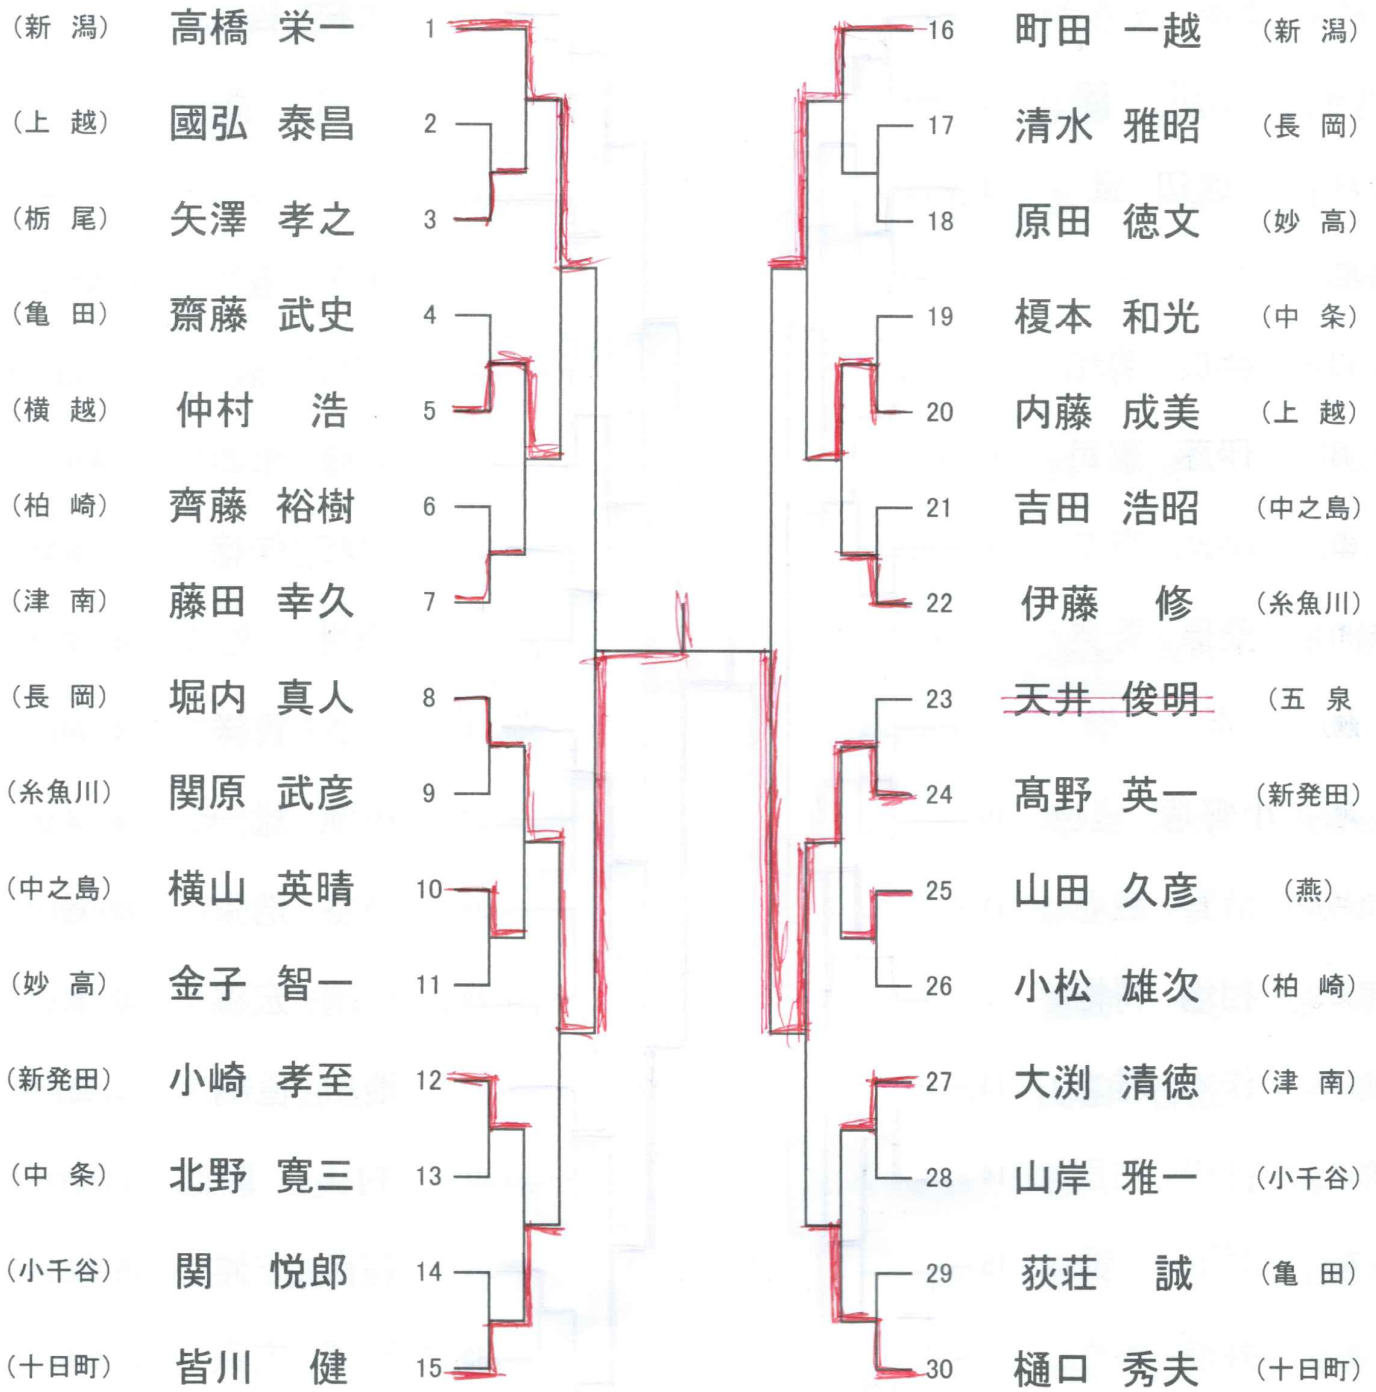 (新 潟) 高橋 栄一 1
(上 越) 國弘 泰昌 2
(栃 尾) 矢澤 孝之 3
(亀 田) 齋藤 武史 4
(横 越) 仲村 浩 5
(柏 崎) 齊藤 裕樹 6
(津 南) 藤田 幸久 7
(長 岡) 堀内 真人 8
(糸魚川) 関原 武彦 9
(中之島) 横山 英晴 10
(妙 高) 金子 智一 11
(新発田) 小崎 孝至 12
(中 条) 北野 寛三 13
(小千谷) 関 悦郎 14
(十日町) 皆川 健 15
16 町田 一越 (新 潟)
17 清水 雅昭 (長 岡)
18 原田 徳文 (妙 高)
19 榎本 和光 (中 条)
20 内藤 成美 (上 越)
21 吉田 浩昭 (中之島)
22 伊藤 修 (糸魚川)
23 天井 俊明 (五 泉
24 髙野 英一 (新発田)
25 山田 久彦 (燕)
26 小松 雄次 (柏 崎)
27 大渕 清徳 (津 南)
28 山岸 雅一 (小千谷)
29 荻荘 誠 (亀 田)
30 樋口 秀夫 (十日町)